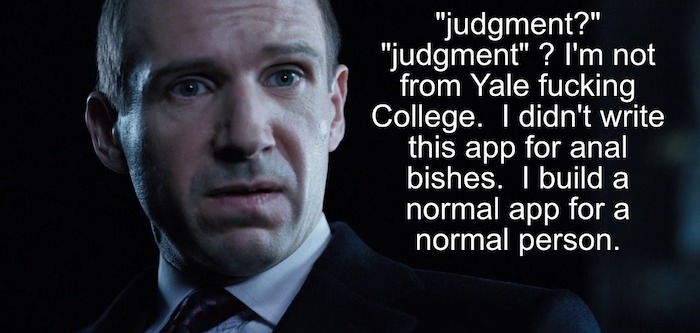 "judgment?"
"judgment" ? I'm not
from Yale fucking
College.  I didn't write
this app for anal
bishes.  I build a
normal app for a
normal person.